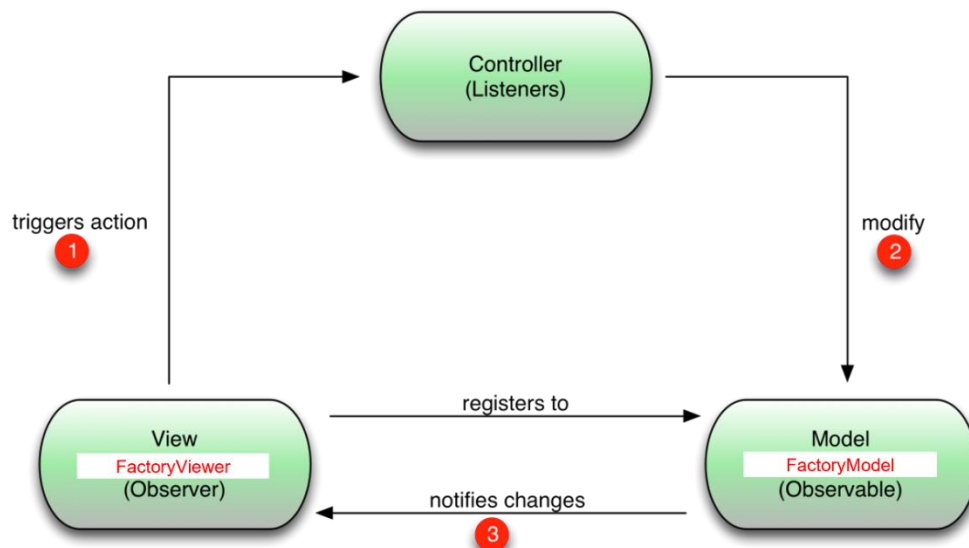 Controller
(Listeners)
triggers action
1
modify
2
registers to
View
FactoryViewer
(Observer)
Model
FactoryModel
(Observable)
notifies changes
3